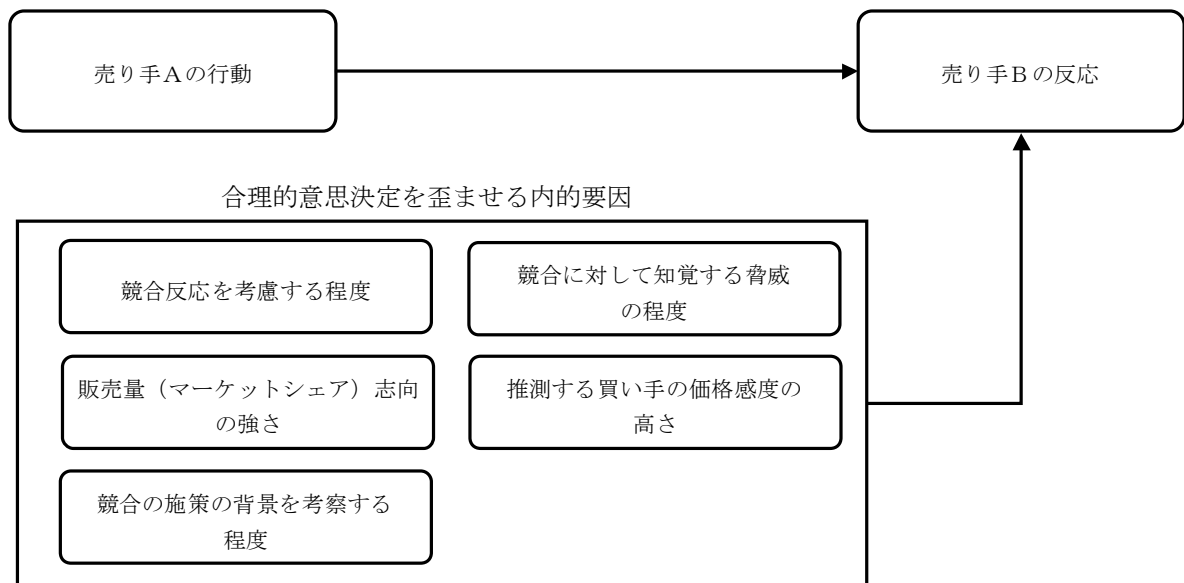 売り手Aの行動
売り手Bの反応
合理的意思決定を歪ませる内的要因
競合反応を考慮する程度
競合に対して知覚する脅威
の程度
販売量（マーケットシェア）志向
の強さ
推測する買い手の価格感度の
高さ
競合の施策の背景を考察する
程度